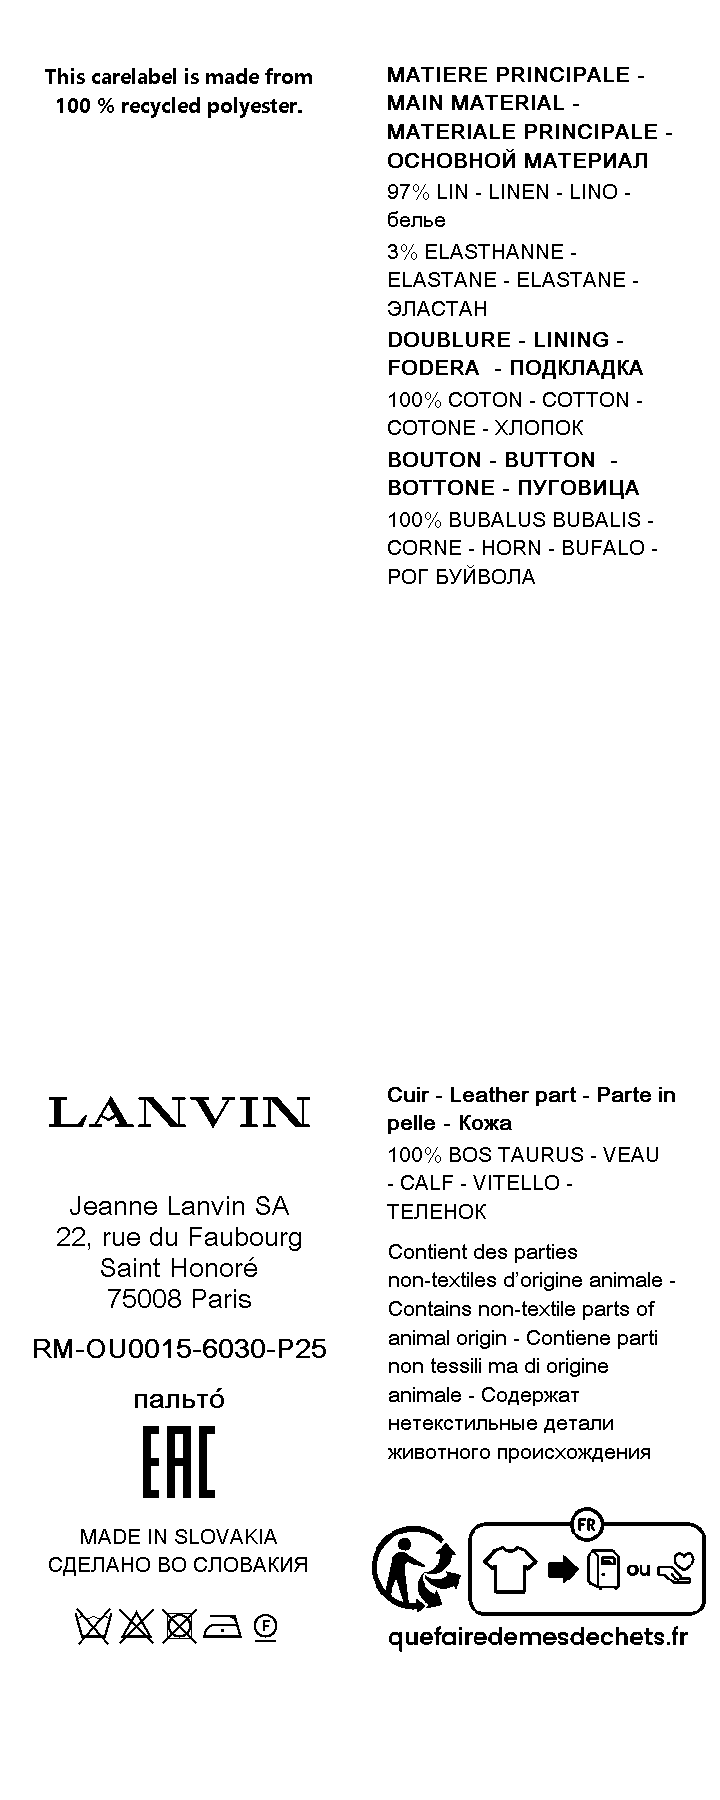 This carelabel is made from
100 % recycled polyester.
MATIERE PRINCIPALE -
MAIN MATERIAL -
MATERIALE PRINCIPALE -
ОСНОВНОЙ МАТЕРИАЛ
97% LIN - LINEN - LINO -
белье
3% ELASTHANNE -
ELASTANE - ELASTANE -
ЭЛАСТАН
DOUBLURE - LINING -
FODERA - ПОДКЛАДКА
100% COTON - COTTON -
COTONE - ХЛОПОК
BOUTON - BUTTON -
BOTTONE - ПУГОВИЦА
100% BUBALUS BUBALIS -
CORNE - HORN - BUFALO -
РОГ БУЙВОЛА
LANVIN
Jeanne Lanvin SA
22, rue du Faubourg
Saint Honoré
75008 Paris
RM-OU0015-6030-P25
пальто́
EAC
MADE IN SLOVAKIA
СДЕЛАНО ВО СЛОВАКИЯ
F
Cuir - Leather part - Parte in
pelle - Кожа
100% BOS TAURUS - VEAU
- CALF - VITELLO -
ТЕЛЕНОК
Contient des parties
non-textiles d’origine animale -
Contains non-textile parts of
animal origin - Contiene parti
non tessili ma di origine
animale - Содержат
нетекстильные детали
животного происхождения
FR
ou
quefairedemesdechets.fr